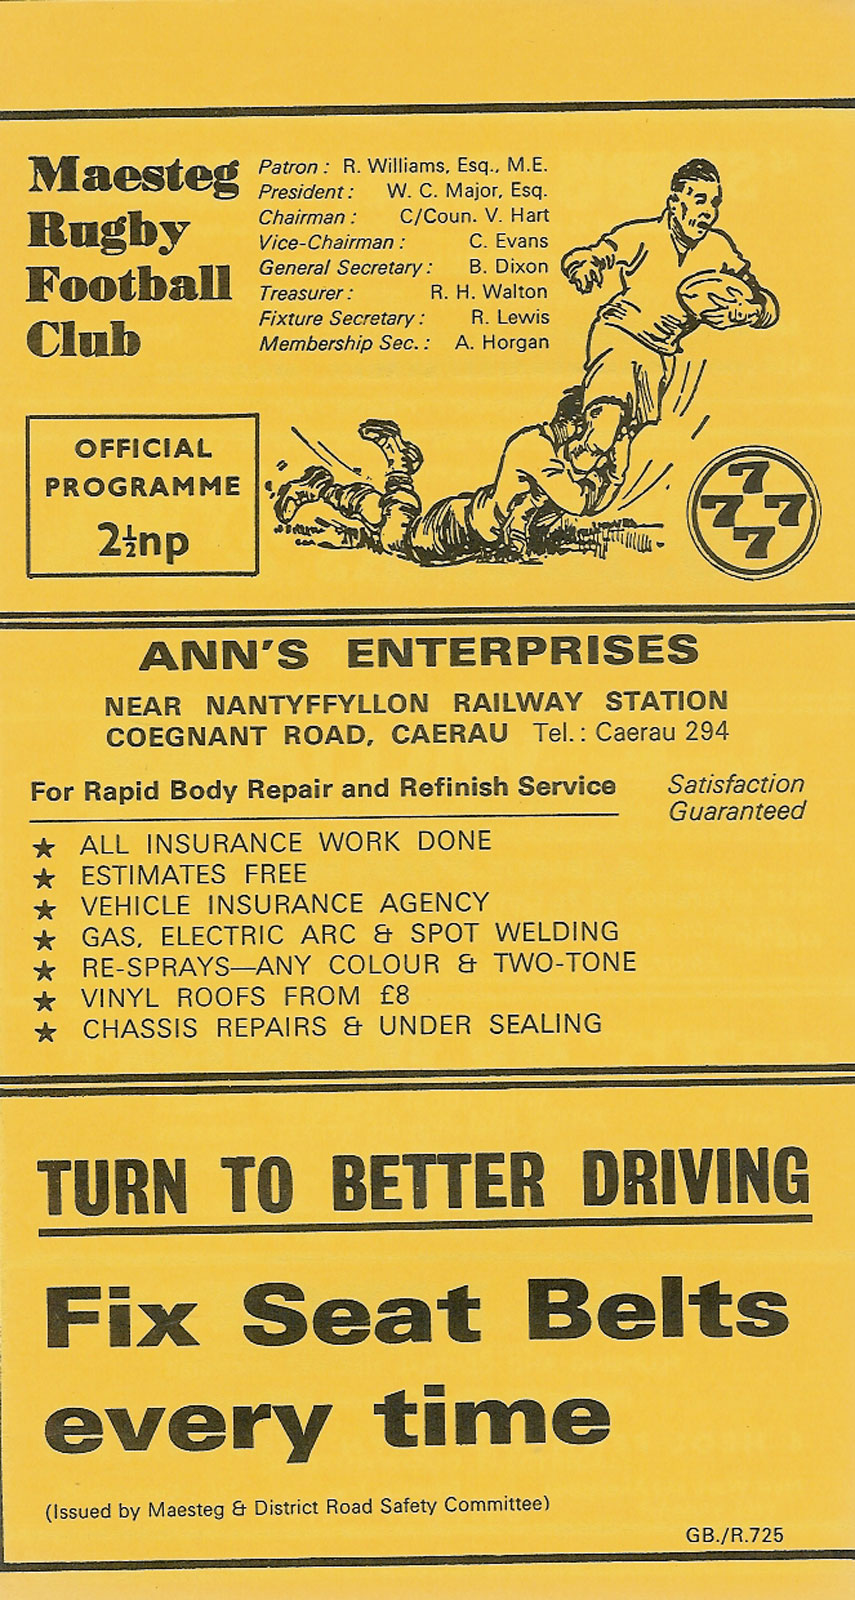 Maesteg
Rugby
Football
Club
Patron : R. Williams, Esq., M.E.
President : W. C. Major, Esq.
Chairman : C/Coun. V. Hart
Vice-Chairman : C. Evans
General Secretary : B. Dixon
Treasurer : R. H. Walton
Fixture Secretary : R. Lewis
Membership Sec. : A. Horgan
OFFICIAL
PROGRAMME
2½np
7
7 7
7
ANN'S ENTERPRISES
NEAR NANTYFFYLLON RAILWAY STATION
COEGNANT ROAD, CAERAU Tel. : Caerau 294
For Rapid Body Repair and Refinish Service
Satisfaction
Guaranteed
★ ALL INSURANCE WORK DONE
★ ESTIMATES FREE
★ VEHICLE INSURANCE AGENCY
★ GAS, ELECTRIC ARC & SPOT WELDING
★ RE-SPRAYS—ANY COLOUR & TWO-TONE
★ VINYL ROOFS FROM £8
★ CHASSIS REPAIRS & UNDER SEALING
TURN TO BETTER DRIVING
Fix Seat Belts
every time
(Issued by Maesteg & District Road Safety Committee)
GB./R.725